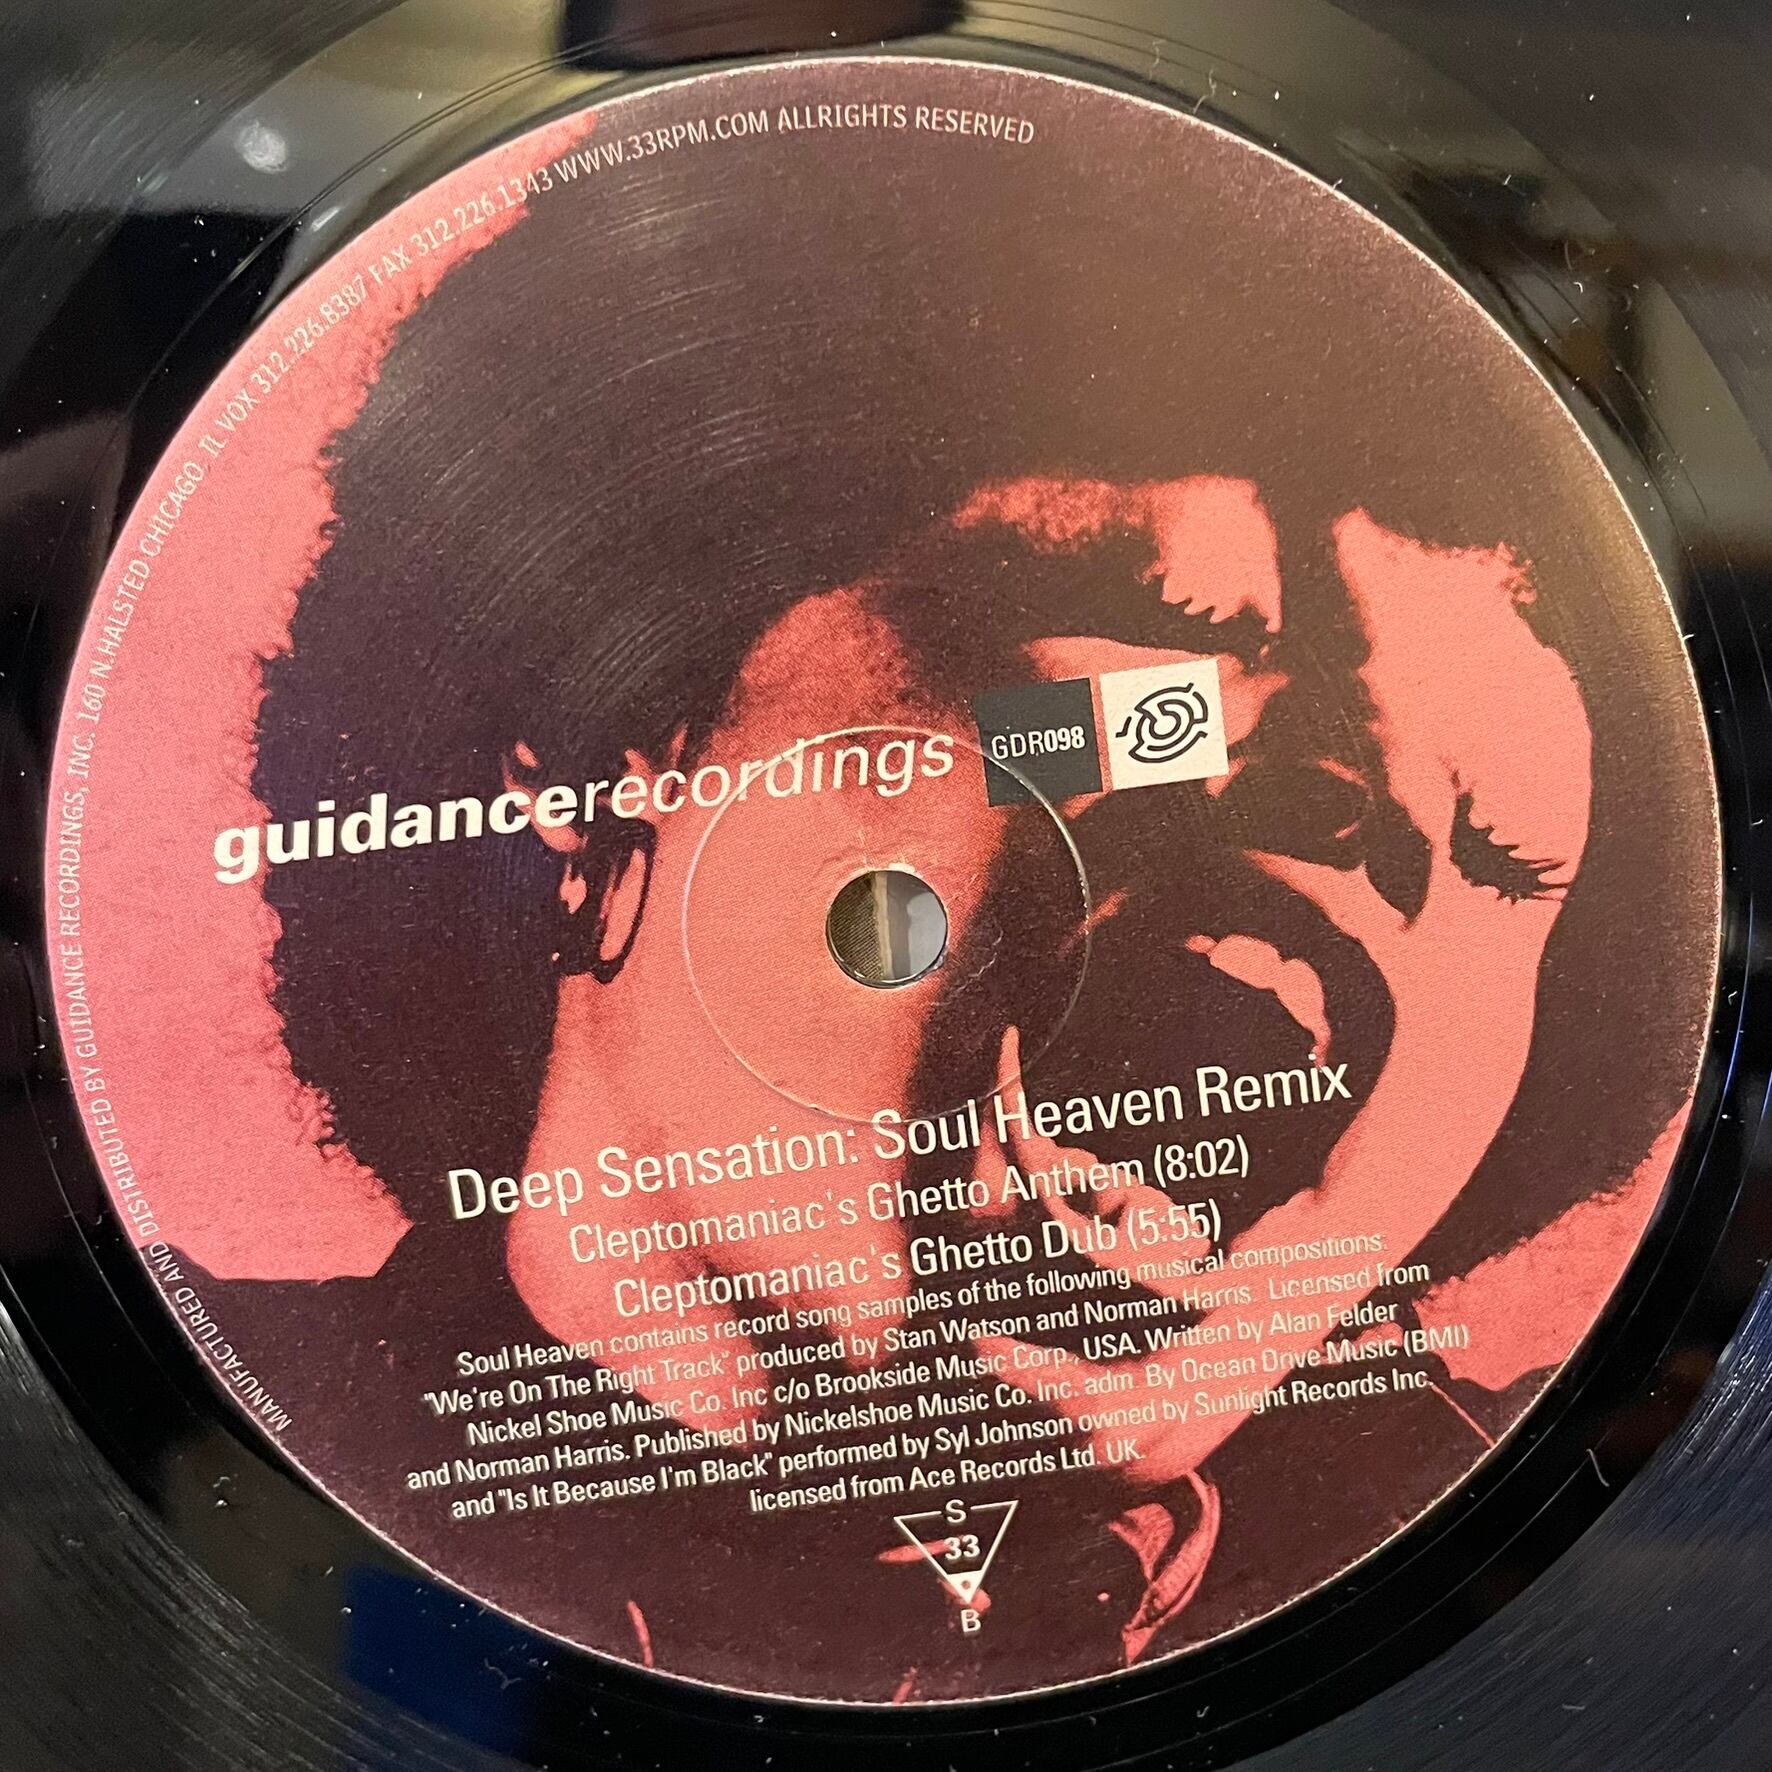 MANUFACTURED AND DISTRIBUTED BY GUIDANCE RECORDINGS, INC. 160 N.HALSTED CHICAGO, IL VOX 312.226.8387 FAX 312.226.1343 WWW.33RPM.COM ALLRIGHTS RESERVED
guidancerecordings GDR098
Deep Sensation: Soul Heaven Remix
Cleptomaniac's Ghetto Anthem (8:02)
Cleptomaniac's Ghetto Dub (5:55)
Soul Heaven contains record song samples of the following musical compositions:
"We're On The Right Track" produced by Stan Watson and Norman Harris. Licensed from
Nickel Shoe Music Co. Inc c/o Brookside Music Corp., USA. Written by Alan Felder
and Norman Harris. Published by Nickelshoe Music Co. Inc. adm. By Ocean Drive Music (BMI)
and "Is It Because I'm Black" performed by Syl Johnson owned by Sunlight Records Inc.
licensed from Ace Records Ltd. UK.
S
33
B